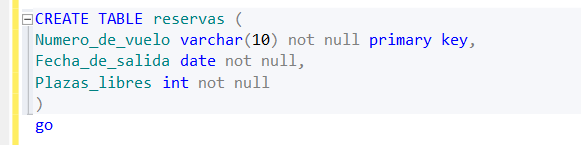 CREATE TABLE reservas (
Numero_de_vuelo varchar(10) not null primary key,
Fecha_de_salida date not null,
Plazas_libres int not null
)
go